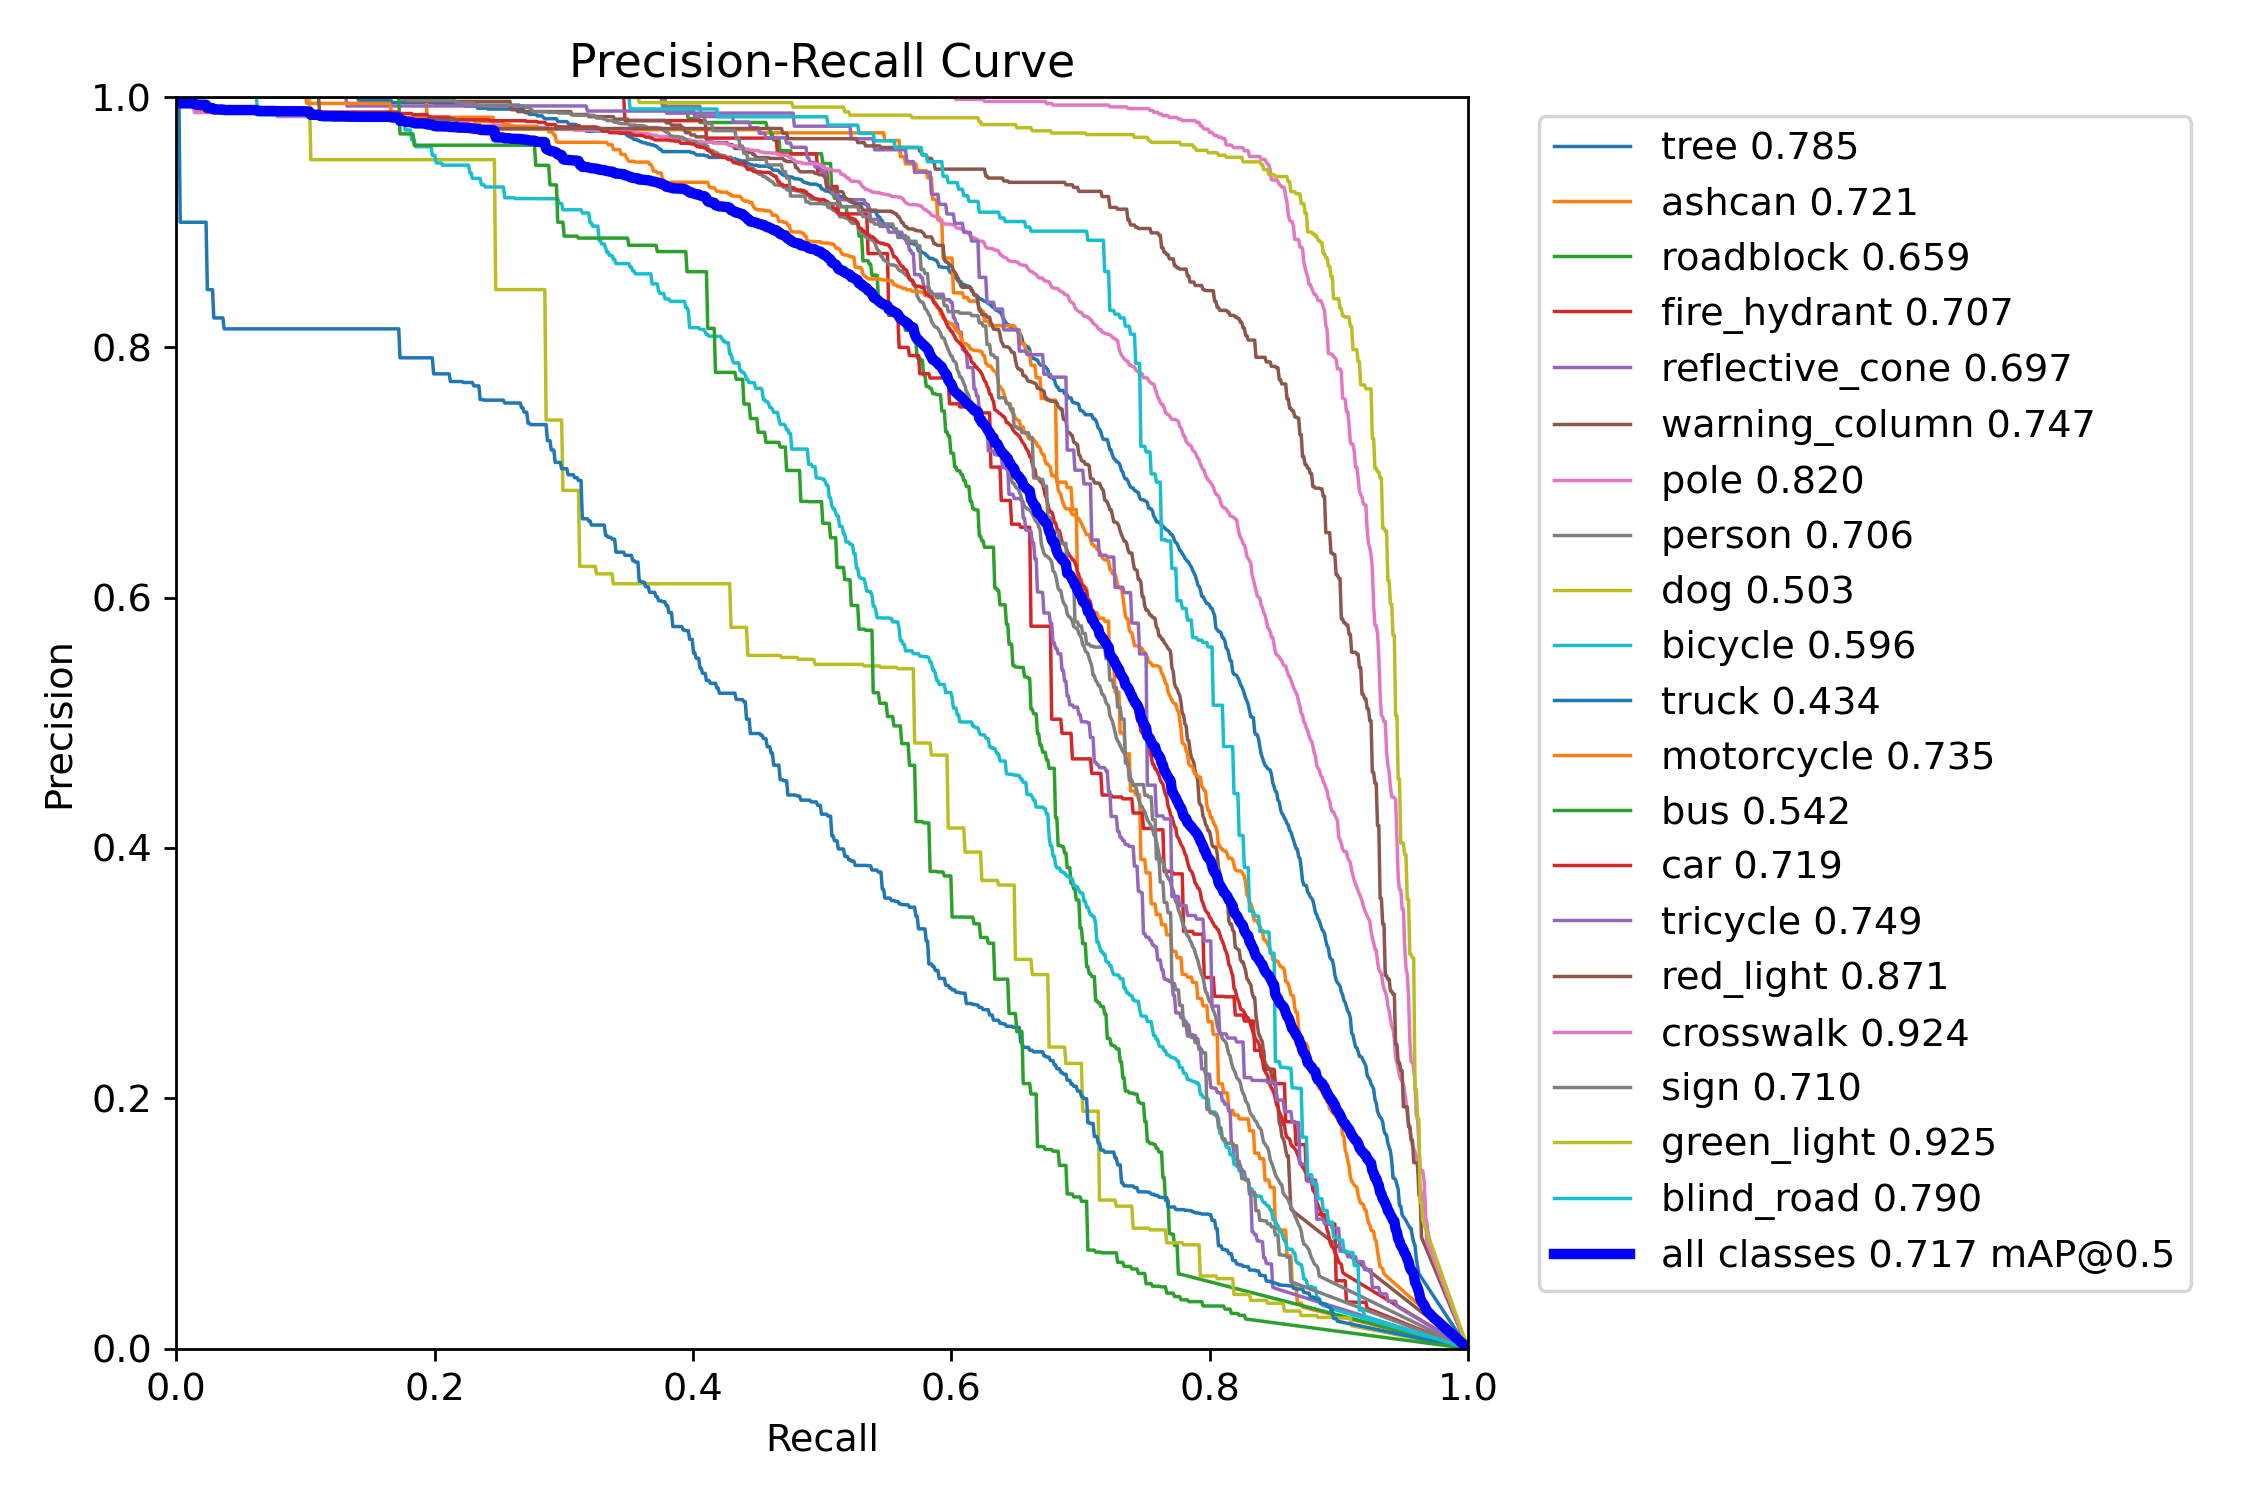 Precision-Recall Curve
1.0
0.8
0.6
0.4
0.2
0.0
Precision
0.0 0.2 0.4 0.6 0.8 1.0
Recall
tree 0.785
ashcan 0.721
roadblock 0.659
fire_hydrant 0.707
reflective_cone 0.697
warning_column 0.747
pole 0.820
person 0.706
dog 0.503
bicycle 0.596
truck 0.434
motorcycle 0.735
bus 0.542
car 0.719
tricycle 0.749
red_light 0.871
crosswalk 0.924
sign 0.710
green_light 0.925
blind_road 0.790
all classes 0.717 mAP@0.5